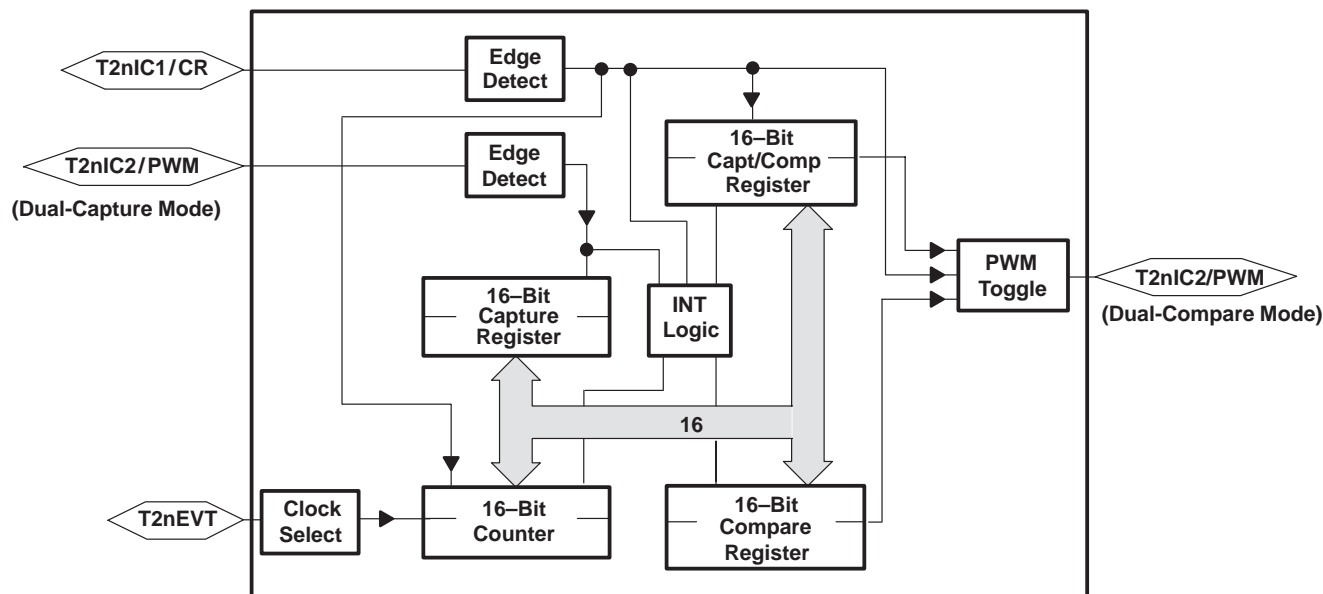 T2nIC1/CR
Edge
Detect
T2nIC2/PWM
(Dual-Capture Mode)
Edge
Detect
16–Bit
Capt/Comp
Register
16–Bit
Capture
Register
INT
Logic
PWM
Toggle
T2nIC2/PWM
(Dual-Compare Mode)
16
T2nEVT
Clock
Select
16–Bit
Counter
16–Bit
Compare
Register